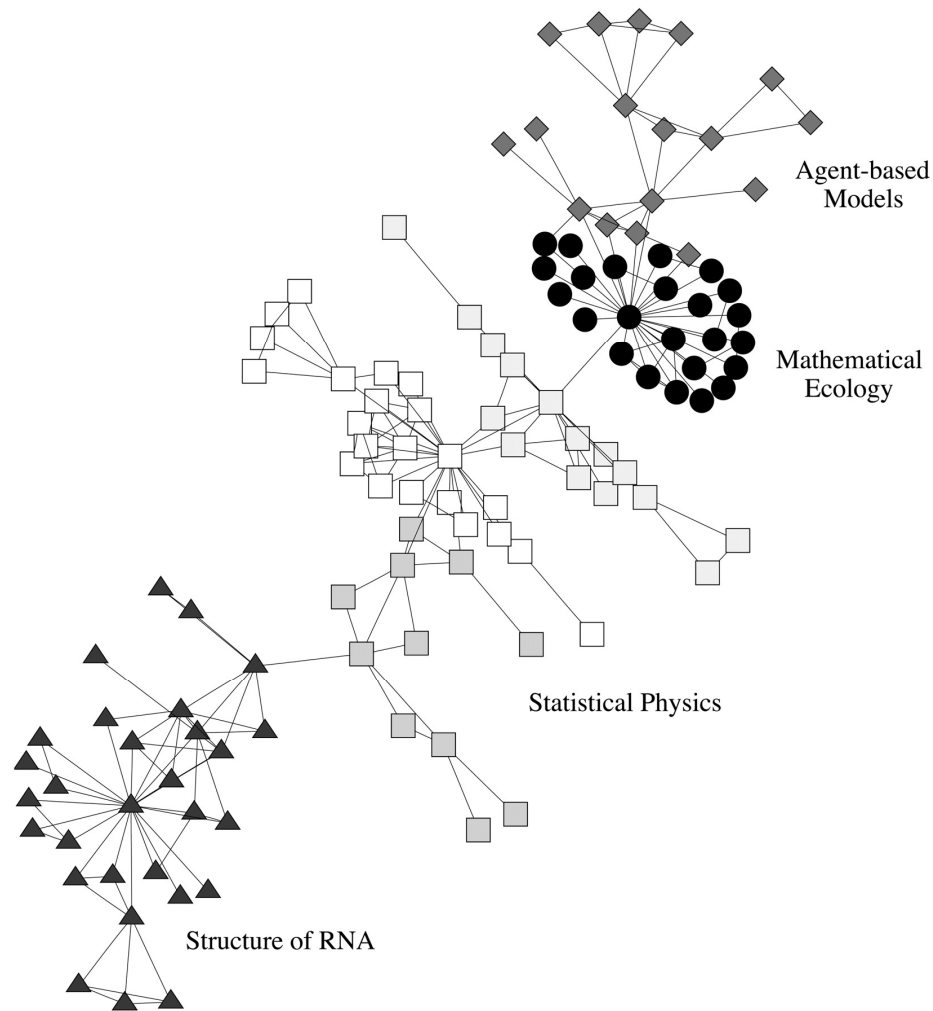 Agent-based
Models
Mathematical
Ecology
Statistical Physics
Structure of RNA